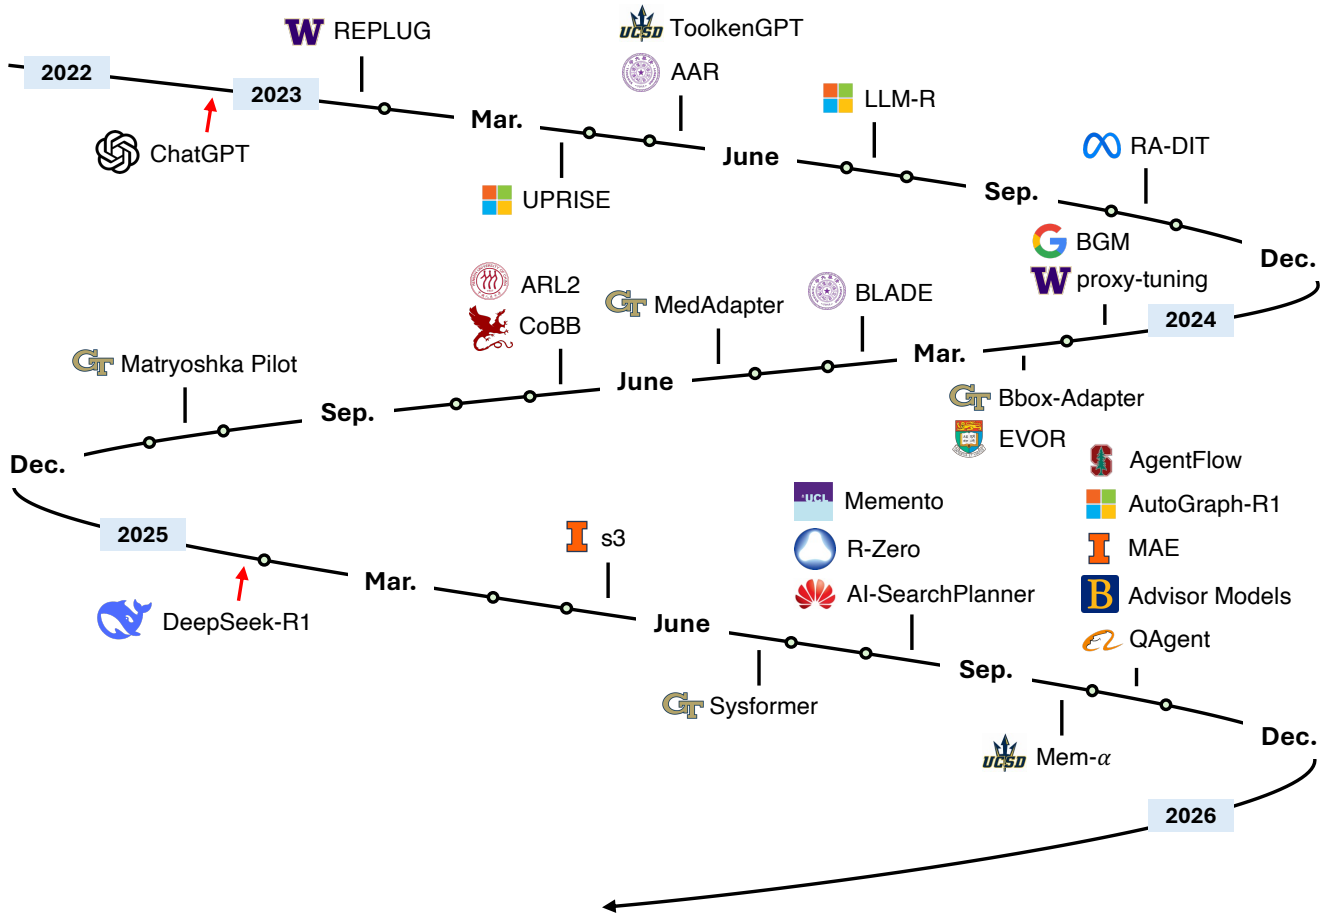 REPLUG
ToolkenGPT
AAR
2022
2023
ChatGPT
Mar.
UPRISE
June
LLM-R
Sep.
RA-DIT
Dec.
BGM
proxy-tuning
2024
Bbox-Adapter
EVOR
Mar.
BLADE
MedAdapter
June
ARL2
CoBB
Sep.
Matryoshka Pilot
Dec.
2025
DeepSeek-R1
Mar.
s3
June
Sysformer
UCL
Memento
R-Zero
AI-SearchPlanner
Sep.
AgentFlow
AutoGraph-R1
MAE
Advisor Models
QAgent
UCSD
Mem-α
Dec.
2026